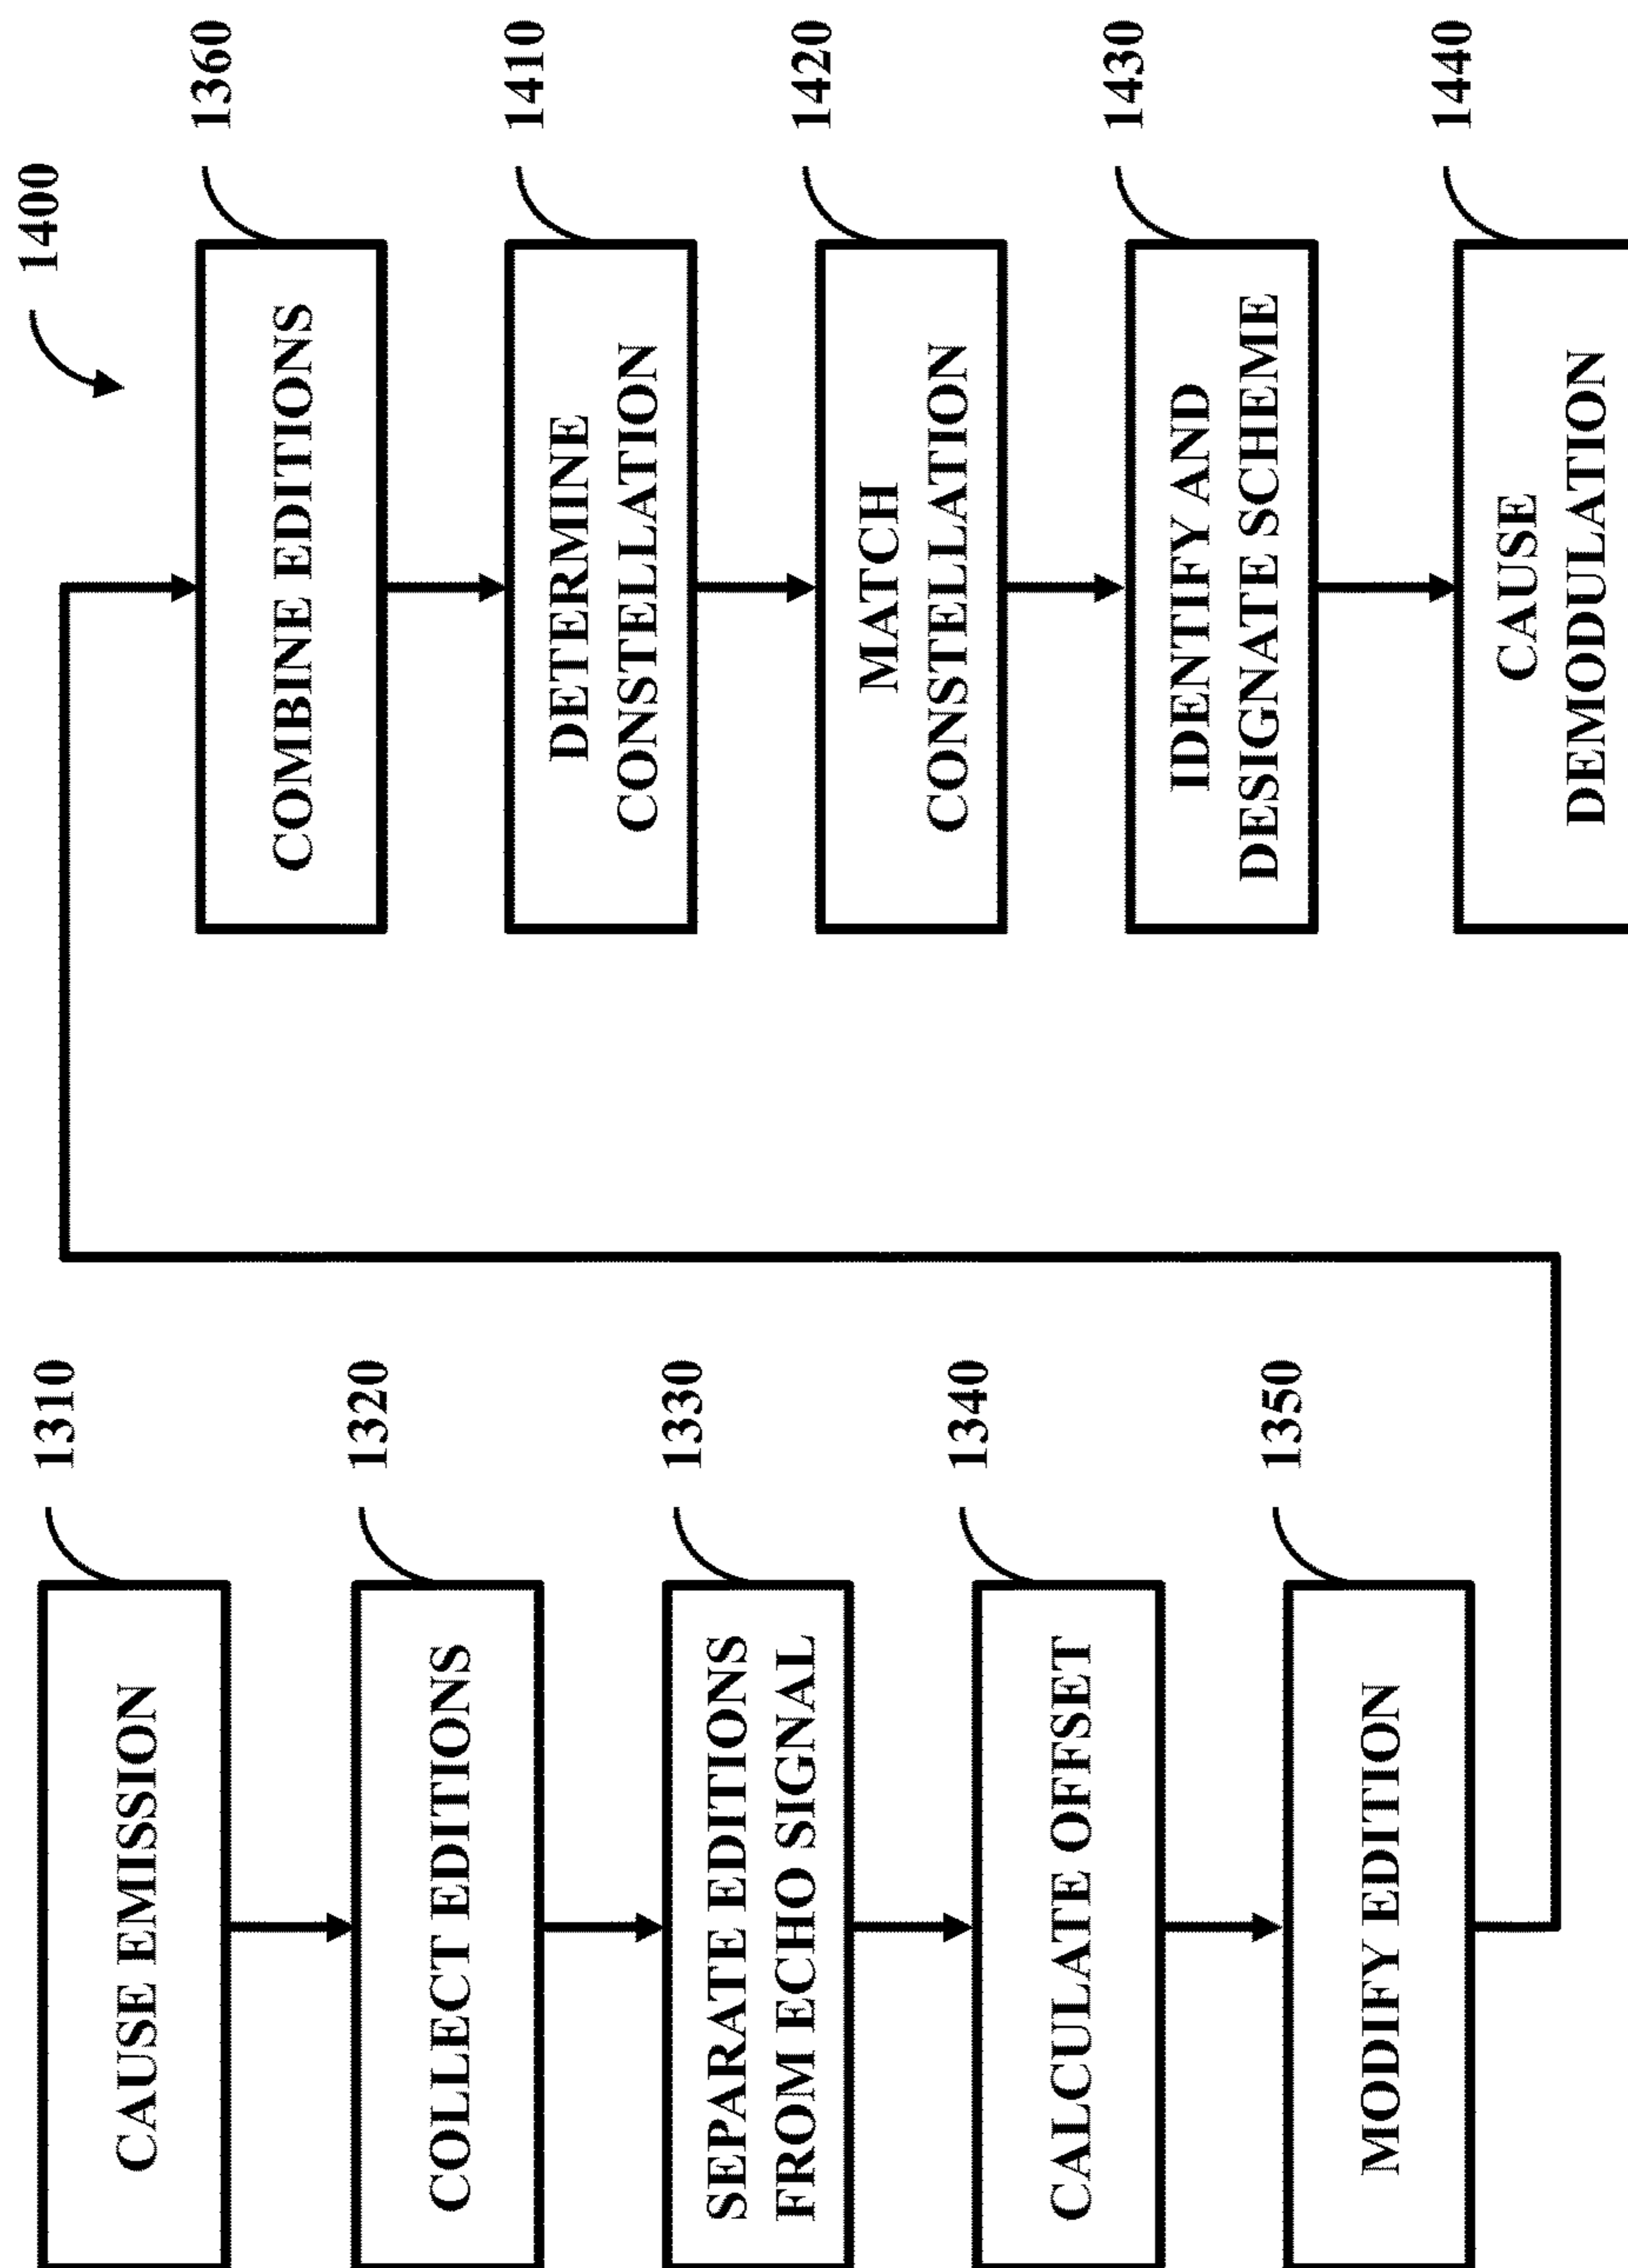 1400
1310
CAUSE EMISSION
1320
COLLECT EDITIONS
1330
SEPARATE EDITIONS
FROM ECHO SIGNAL
1340
CALCULATE OFFSET
1350
MODIFY EDITION
1360
COMBINE EDITIONS
1410
DETERMINE
CONSTELLATION
1420
MATCH
CONSTELLATION
1430
IDENTIFY AND
DESIGNATE SCHEME
1440
CAUSE
DEMODULATION